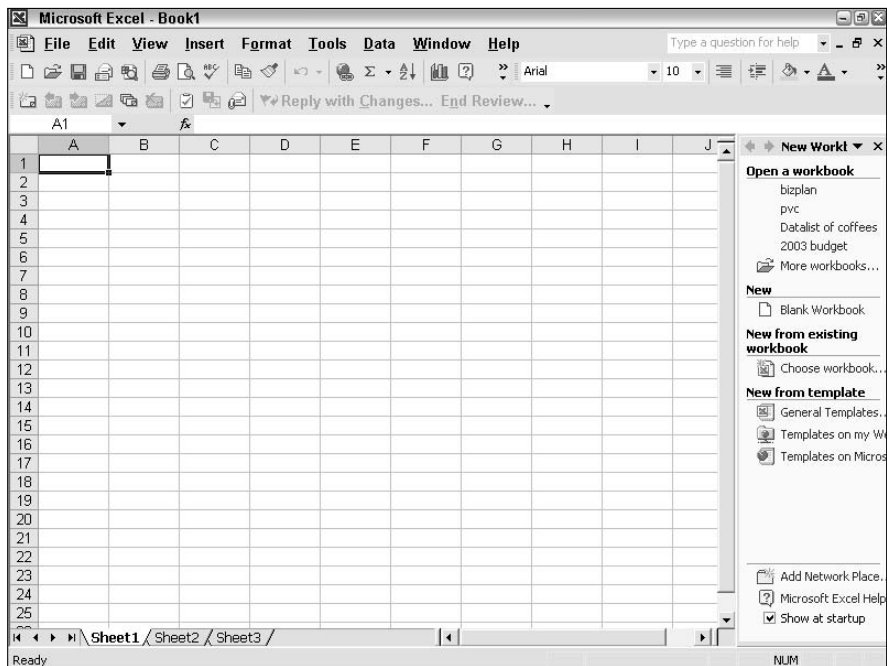 Microsoft Excel - Book1
File Edit View Insert Format Tools Data Window Help
Type a question for help
Arial
10
Reply with Changes... End Review...
A1
fx
A B C D E F G H I J
1
2
3
4
5
6
7
8
9
10
11
12
13
14
15
16
17
18
19
20
21
22
23
24
25
New Workb
Open a workbook
bizplan
pvc
Datalist of coffees
2003 budget
More workbooks...
New
Blank Workbook
New from existing
workbook
Choose workbook...
New from template
General Templates..
Templates on my We
Templates on Micros
Add Network Place..
Microsoft Excel Help
Show at startup
Sheet1 Sheet2 Sheet3
Ready
NUM